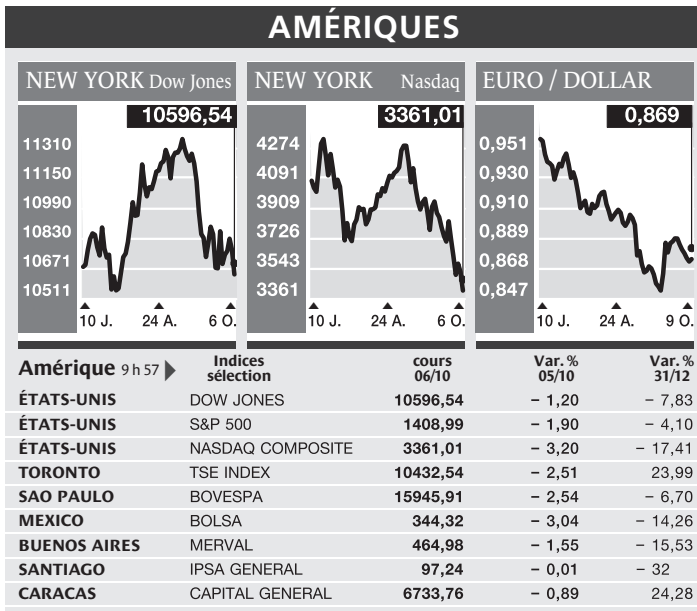 AMÉRIQUES
NEW YORK Dow Jones
10596,54
11310
11150
10990
10830
10671
10511
10 J. 24 A. 6 O.
NEW YORK Nasdaq
3361,01
4274
4091
3909
3726
3543
3361
10 J. 24 A. 6 O.
EURO / DOLLAR
0,869
0,951
0,930
0,910
0,889
0,868
0,847
10 J. 24 A. 9 O.
Amérique 9 h 57 Indices sélection cours 06/10 Var. % 05/10 Var. % 31/12
ÉTATS-UNIS DOW JONES 10596,54 – 1,20 – 7,83
ÉTATS-UNIS S&P 500 1408,99 – 1,90 – 4,10
ÉTATS-UNIS NASDAQ COMPOSITE 3361,01 – 3,20 – 17,41
TORONTO TSE INDEX 10432,54 – 2,51 23,99
SAO PAULO BOVESPA 15945,91 – 2,54 – 6,70
MEXICO BOLSA 344,32 – 3,04 – 14,26
BUENOS AIRES MERVAL 464,98 – 1,55 – 15,53
SANTIAGO IPSA GENERAL 97,24 – 0,01 – 32
CARACAS CAPITAL GENERAL 6733,76 – 0,89 24,28